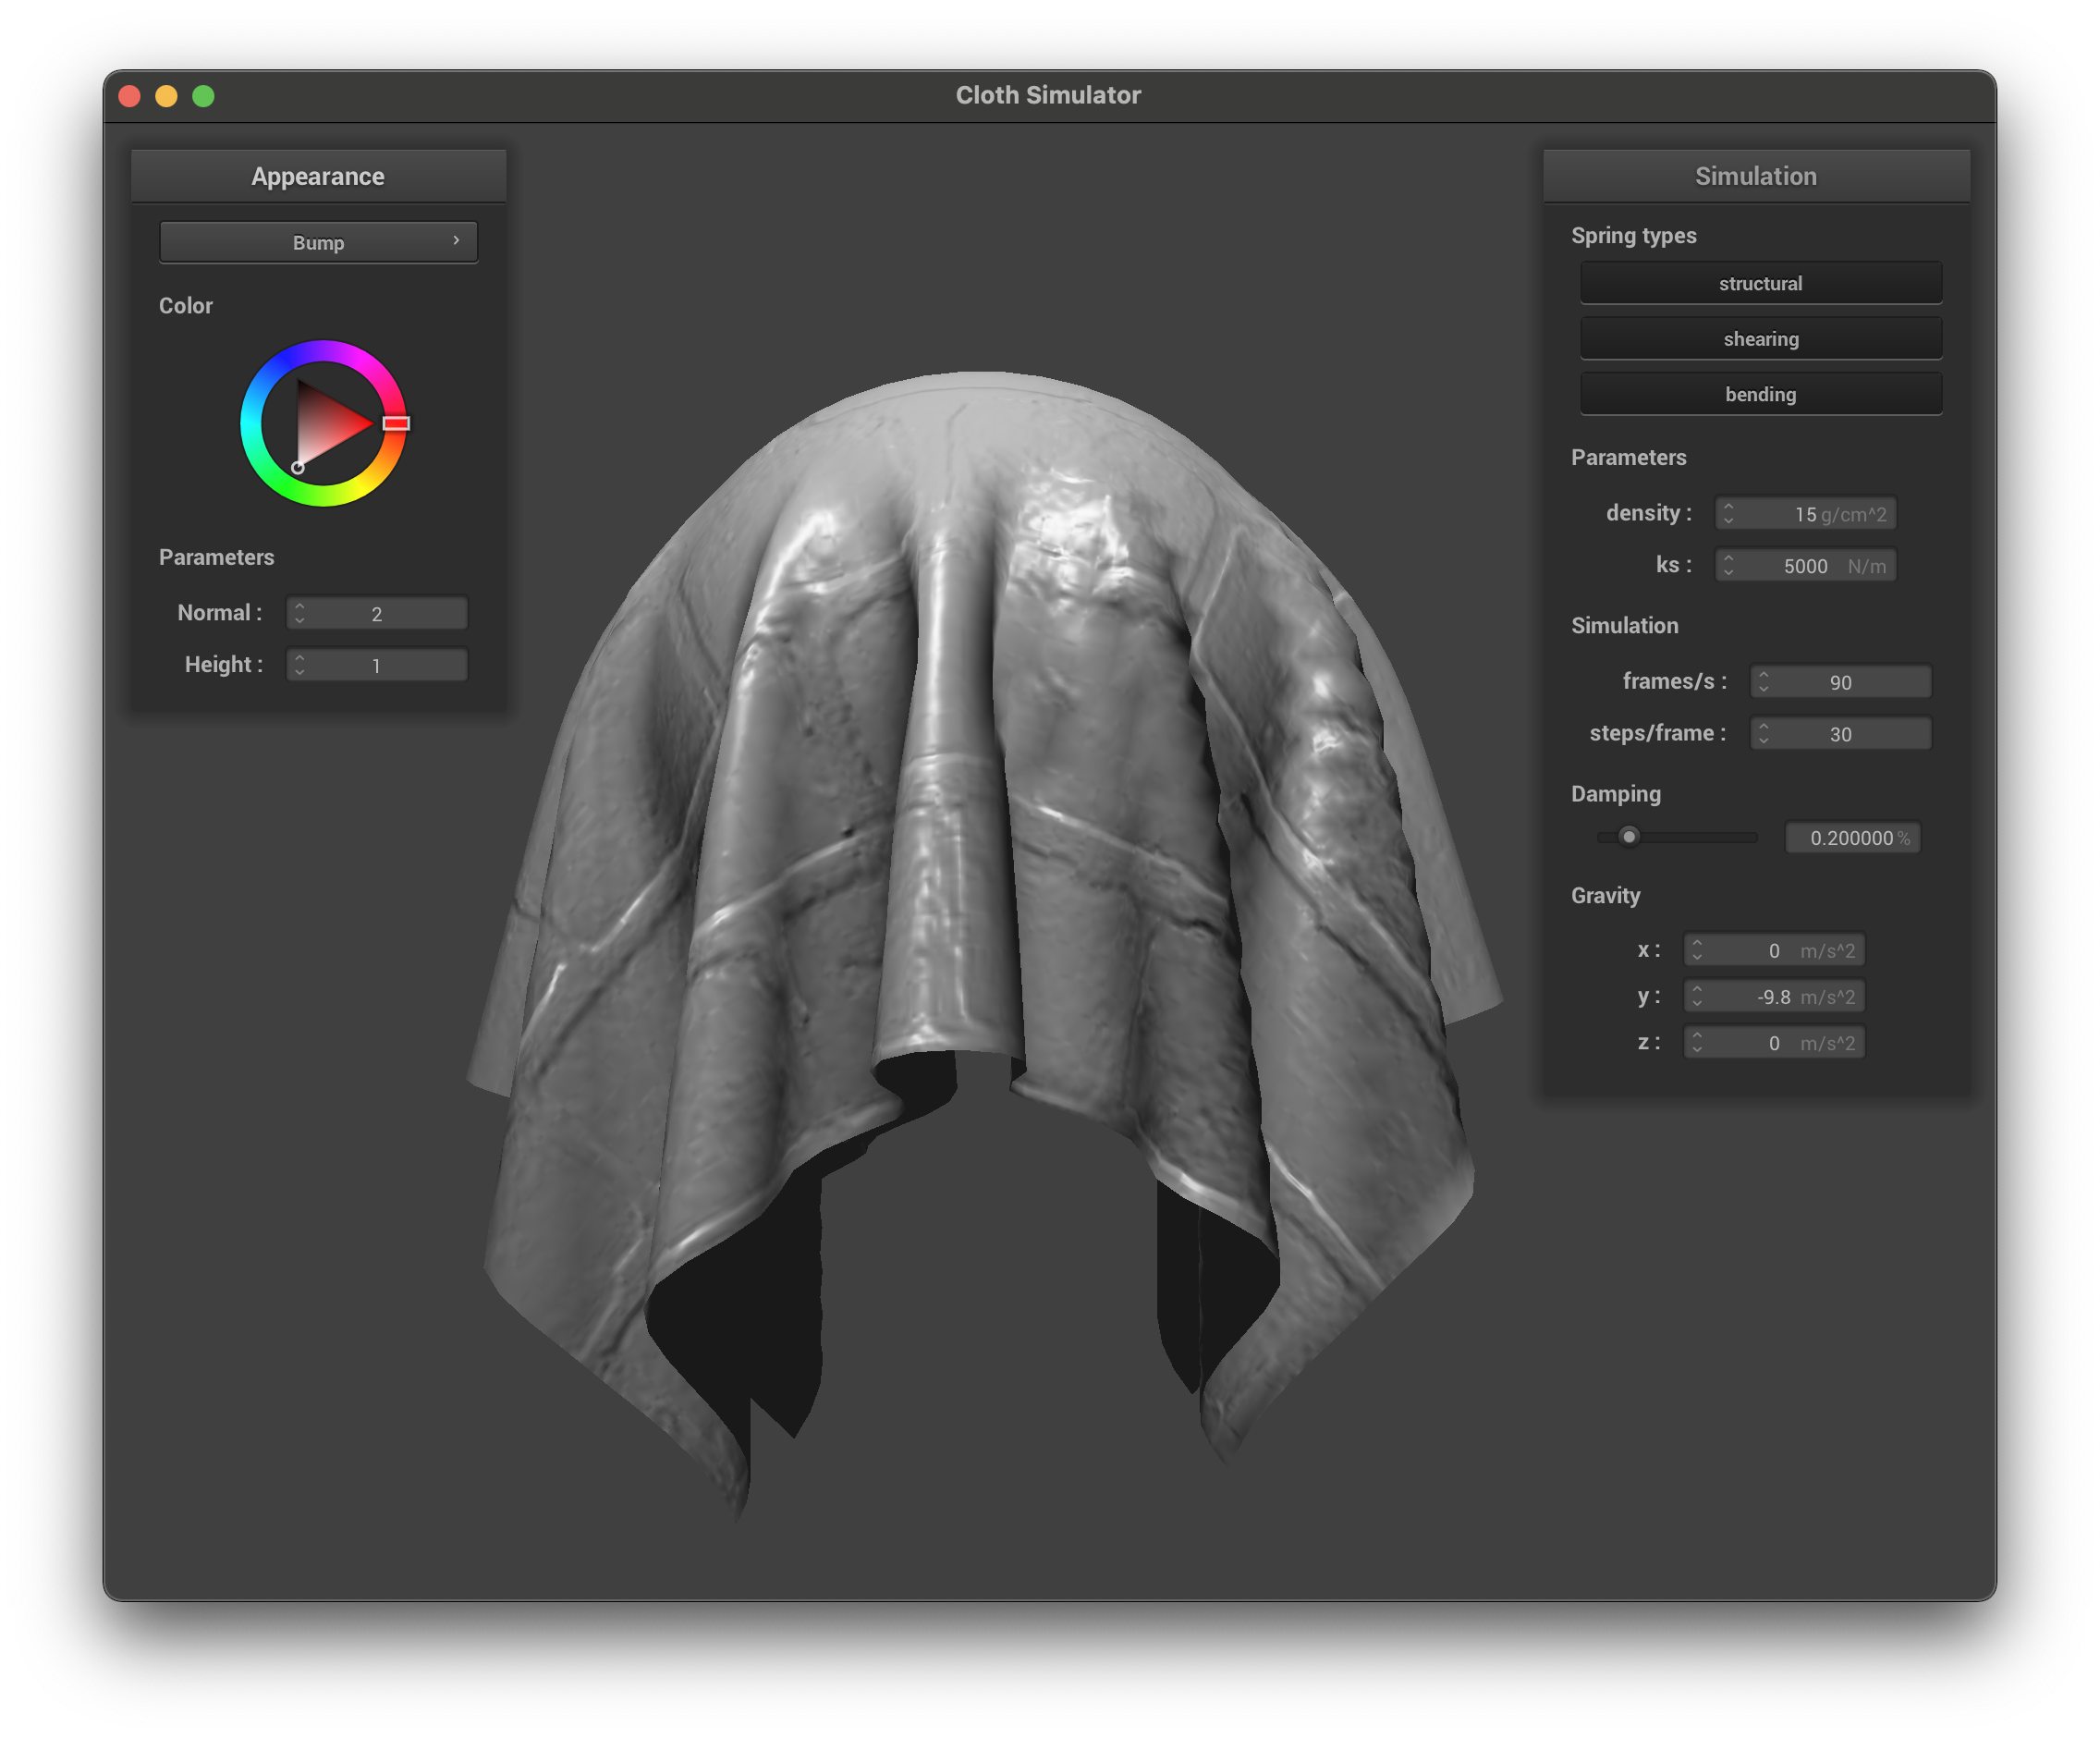 Cloth Simulator
Appearance
Bump
Color
Parameters
Normal : 2
Height : 1
Simulation
Spring types
structural
shearing
bending
Parameters
density : 15 g/cm^2
ks : 5000 N/m
Simulation
frames/s : 90
steps/frame : 30
Damping
0.200000 %
Gravity
x : 0 m/s^2
y : -9.8 m/s^2
z : 0 m/s^2